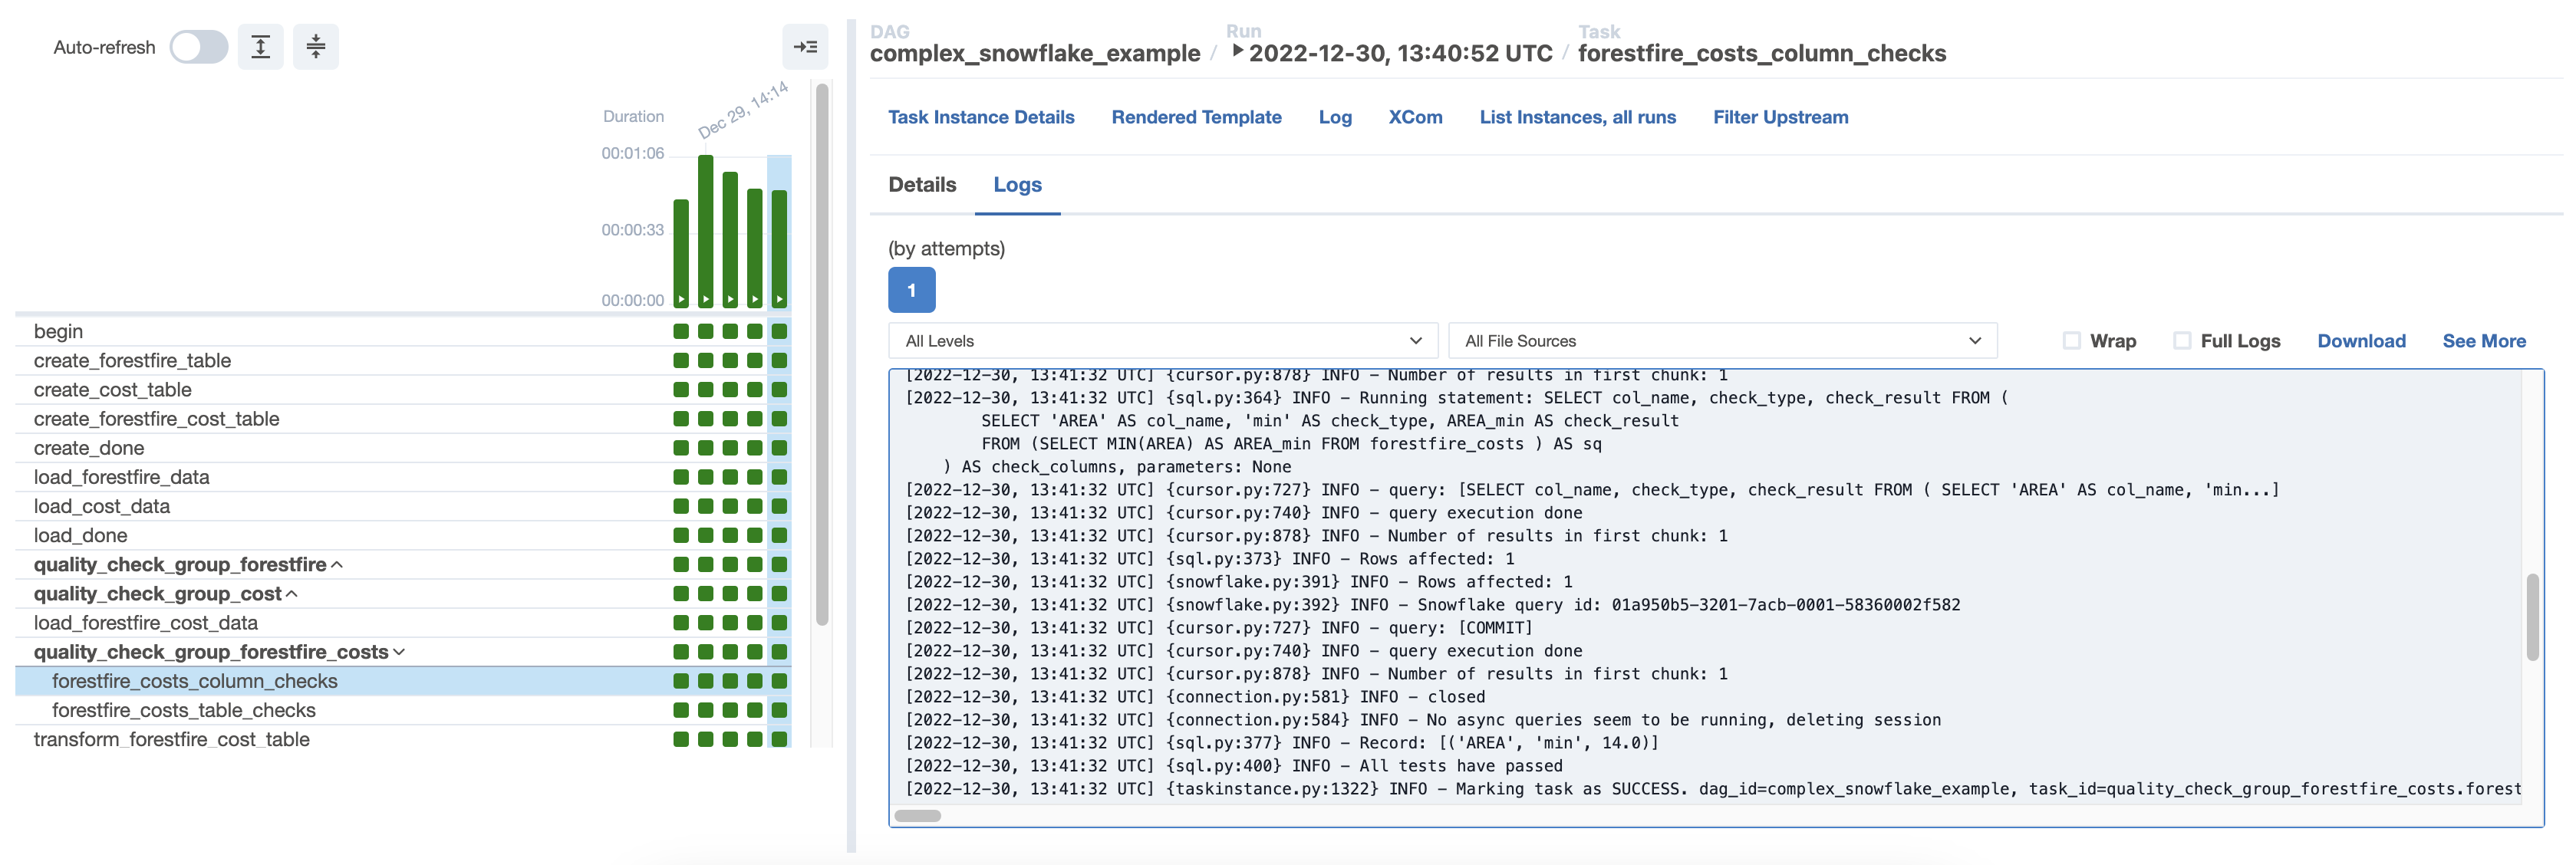 Auto-refresh
Duration
Dec 29, 14:14
00:01:06
00:00:33
00:00:00
begin
create_forestfire_table
create_cost_table
create_forestfire_cost_table
create_done
load_forestfire_data
load_cost_data
load_done
quality_check_group_forestfire
quality_check_group_cost
load_forestfire_cost_data
quality_check_group_forestfire_costs
forestfire_costs_column_checks
forestfire_costs_table_checks
transform_forestfire_cost_table
DAG Run Task
complex_snowflake_example / 2022-12-30, 13:40:52 UTC / forestfire_costs_column_checks
Task Instance Details Rendered Template Log XCom List Instances, all runs Filter Upstream
Details Logs
(by attempts)
1
All Levels All File Sources Wrap Full Logs Download See More
[2022-12-30, 13:41:32 UTC] {cursor.py:878} INFO - Number of results in first chunk: 1
[2022-12-30, 13:41:32 UTC] {sql.py:364} INFO - Running statement: SELECT col_name, check_type, check_result FROM (
SELECT 'AREA' AS col_name, 'min' AS check_type, AREA_min AS check_result
FROM (SELECT MIN(AREA) AS AREA_min FROM forestfire_costs ) AS sq
) AS check_columns, parameters: None
[2022-12-30, 13:41:32 UTC] {cursor.py:727} INFO - query: [SELECT col_name, check_type, check_result FROM ( SELECT 'AREA' AS col_name, 'min...]
[2022-12-30, 13:41:32 UTC] {cursor.py:740} INFO - query execution done
[2022-12-30, 13:41:32 UTC] {cursor.py:878} INFO - Number of results in first chunk: 1
[2022-12-30, 13:41:32 UTC] {sql.py:373} INFO - Rows affected: 1
[2022-12-30, 13:41:32 UTC] {snowflake.py:391} INFO - Rows affected: 1
[2022-12-30, 13:41:32 UTC] {snowflake.py:392} INFO - Snowflake query id: 01a950b5-3201-7acb-0001-58360002f582
[2022-12-30, 13:41:32 UTC] {cursor.py:727} INFO - query: [COMMIT]
[2022-12-30, 13:41:32 UTC] {cursor.py:740} INFO - query execution done
[2022-12-30, 13:41:32 UTC] {cursor.py:878} INFO - Number of results in first chunk: 1
[2022-12-30, 13:41:32 UTC] {connection.py:581} INFO - closed
[2022-12-30, 13:41:32 UTC] {connection.py:584} INFO - No async queries seem to be running, deleting session
[2022-12-30, 13:41:32 UTC] {sql.py:377} INFO - Record: [('AREA', 'min', 14.0)]
[2022-12-30, 13:41:32 UTC] {sql.py:400} INFO - All tests have passed
[2022-12-30, 13:41:32 UTC] {taskinstance.py:1322} INFO - Marking task as SUCCESS. dag_id=complex_snowflake_example, task_id=quality_check_group_forestfire_costs.forest